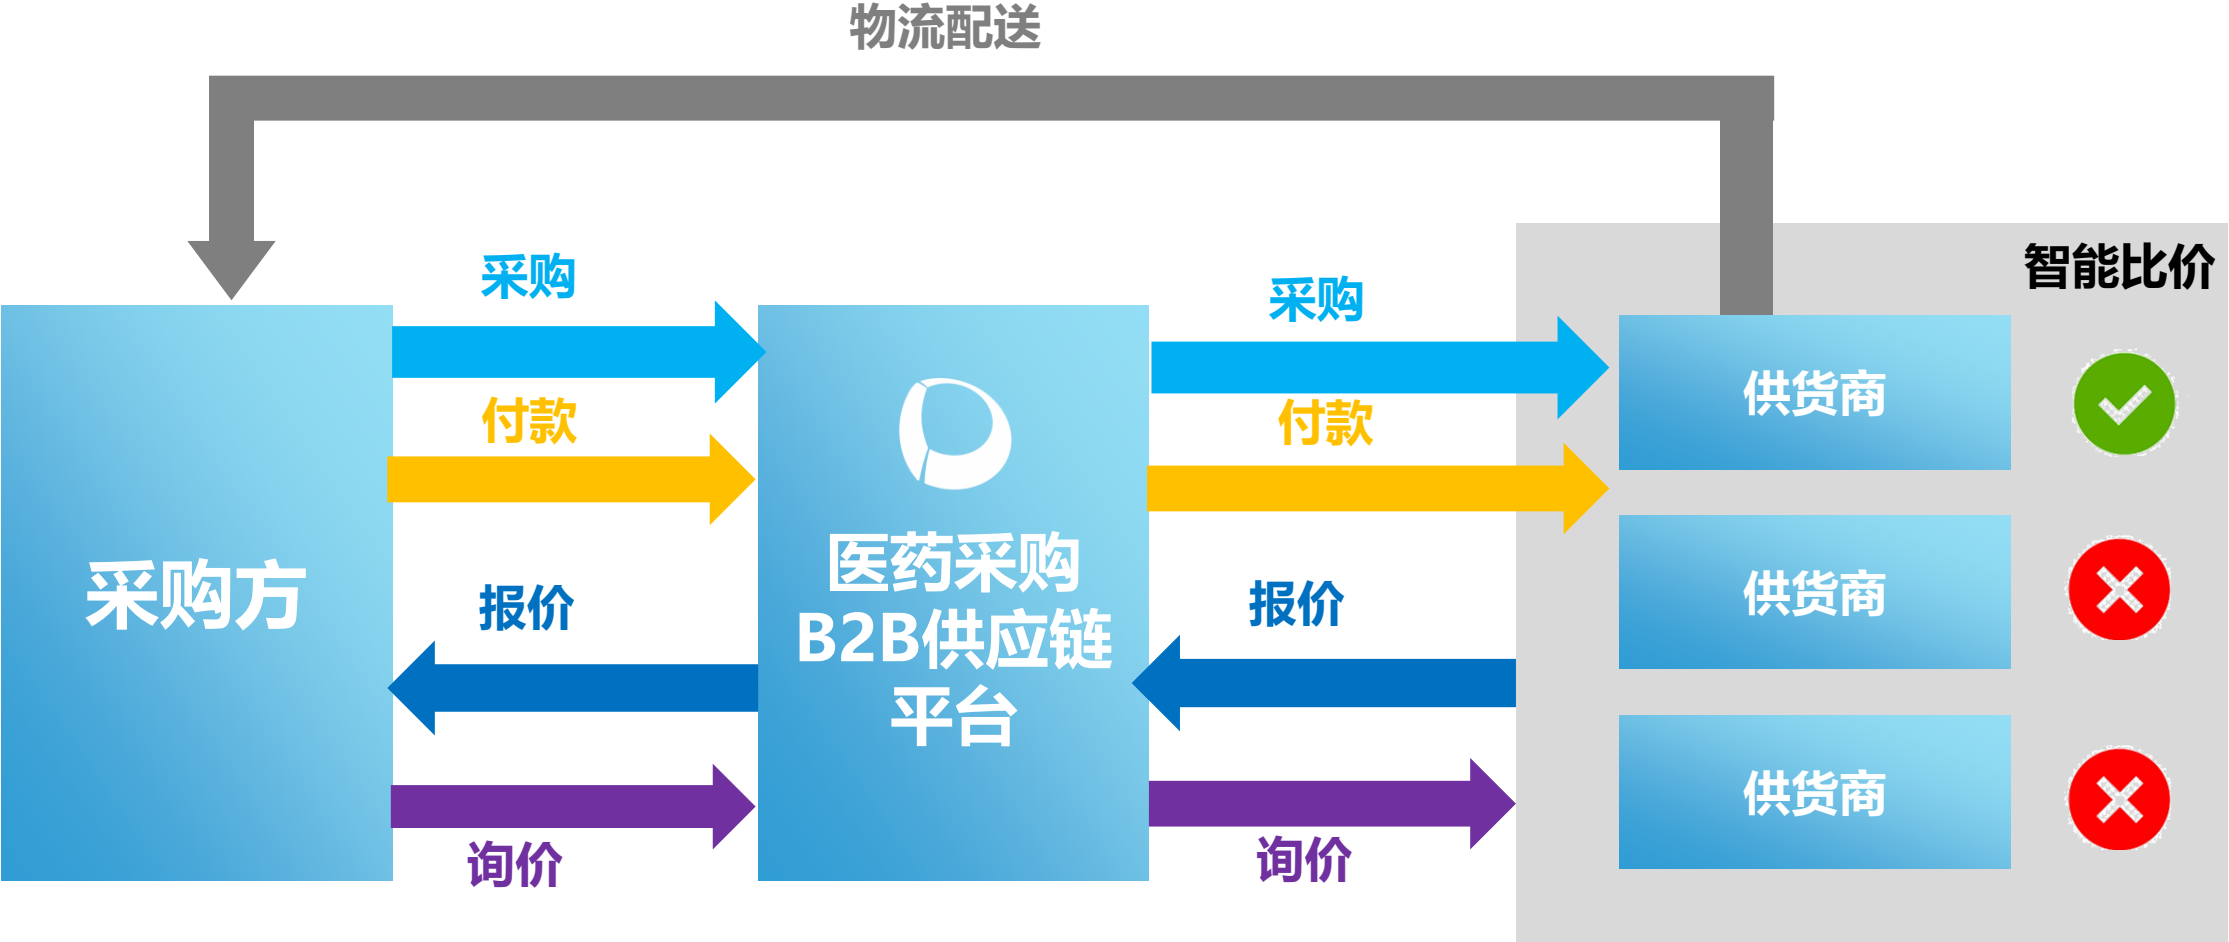 物流配送
智能比价
采购
采购
付款
付款
供货商
采购方
医药采购
B2B供应链
平台
报价
报价
供货商
供货商
询价
询价